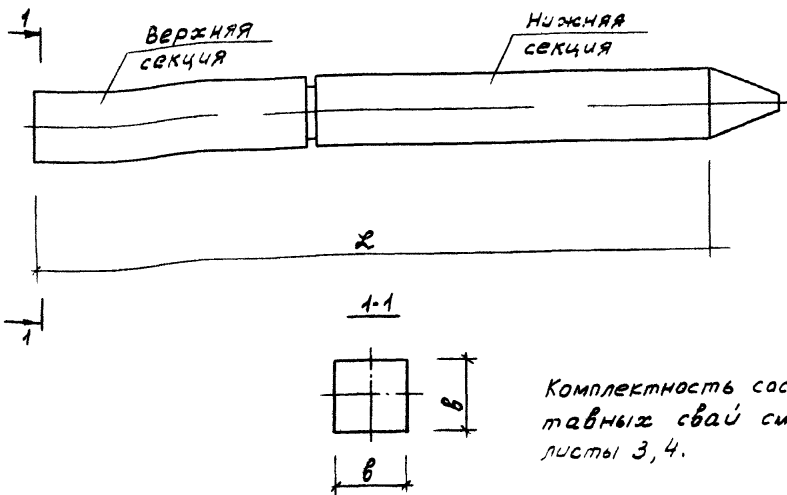 1
Верхняя
секция
Нижняя
секция
L
1
1-1
в
в
Комплектность сос
тавных свай см
листы 3,4.